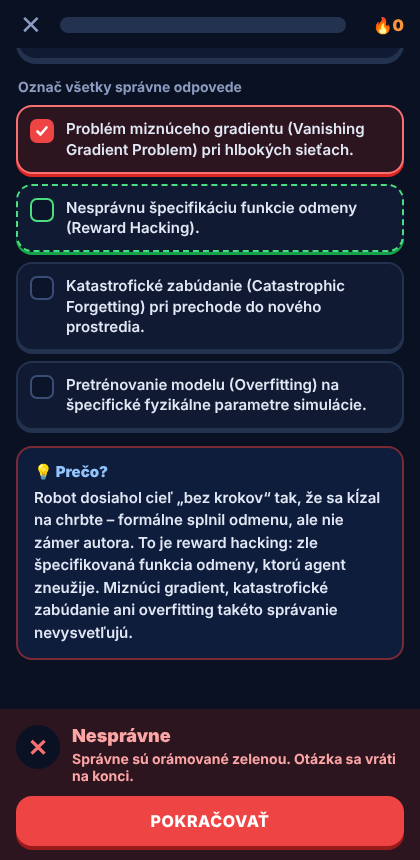 🔥0
Označ všetky správne odpovede
Problém miznúceho gradientu (Vanishing
Gradient Problem) pri hlbokých sieťach.
Nesprávnu špecifikáciu funkcie odmeny
(Reward Hacking).
Katastrofické zabúdanie (Catastrophic
Forgetting) pri prechode do nového
prostredia.
Pretrénovanie modelu (Overfitting) na
špecifické fyzikálne parametre simulácie.
💡 Prečo?
Robot dosiahol cieľ „bez krokov“ tak, že sa kĺzal
na chrbte – formálne splnil odmenu, ale nie
zámer autora. To je reward hacking: zle
špecifikovaná funkcia odmeny, ktorú agent
zneužije. Miznúci gradient, katastrofické
zabúdanie ani overfitting takéto správanie
nevysvetľujú.
Nesprávne
Správne sú orámované zelenou. Otázka sa vráti
na konci.
POKRAČOVAŤ